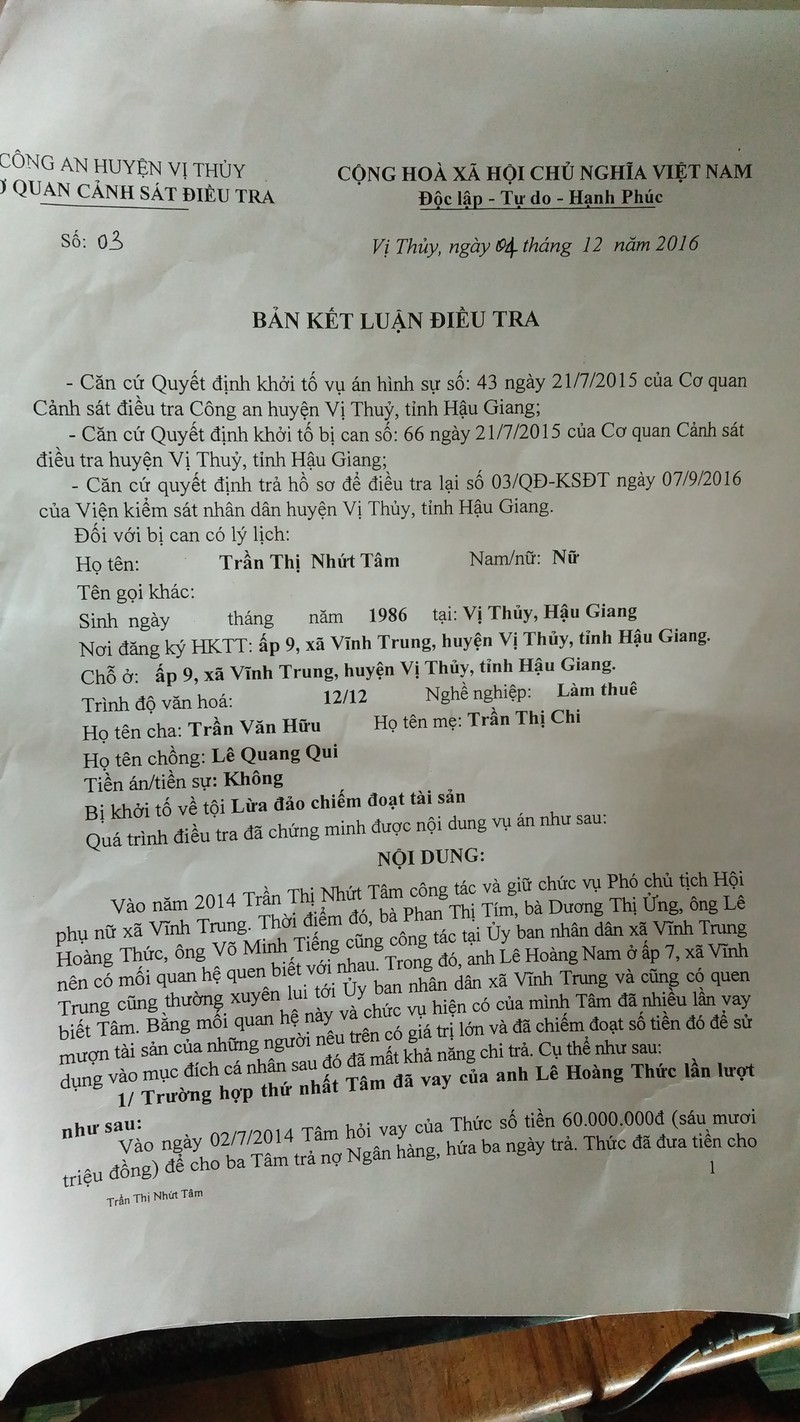 CÔNG AN HUYỆN VỊ THỦY
QUAN CẢNH SÁT ĐIỀU TRA
CỘNG HOÀ XÃ HỘI CHỦ NGHĨA VIỆT NAM
Độc lập - Tự do - Hạnh Phúc
Số: 03
Vị Thủy, ngày 04 tháng 12 năm 2016
BẢN KẾT LUẬN ĐIỀU TRA
- Căn cứ Quyết định khởi tố vụ án hình sự số: 43 ngày 21/7/2015 của Cơ quan
Cảnh sát điều tra Công an huyện Vị Thuỷ, tỉnh Hậu Giang;
- Căn cứ Quyết định khởi tố bị can số: 66 ngày 21/7/2015 của Cơ quan Cảnh sát
điều tra huyện Vị Thuỷ, tỉnh Hậu Giang;
- Căn cứ quyết định trả hồ sơ để điều tra lại số 03/QĐ-KSĐT ngày 07/9/2016
của Viện kiểm sát nhân dân huyện Vị Thủy, tỉnh Hậu Giang.
Đối với bị can có lý lịch:
Họ tên: Trần Thị Nhứt Tâm Nam/nữ: Nữ
Tên gọi khác:
Sinh ngày tháng năm 1986 tại: Vị Thủy, Hậu Giang
Nơi đăng ký HKTT: ấp 9, xã Vĩnh Trung, huyện Vị Thủy, tỉnh Hậu Giang.
Chỗ ở: ấp 9, xã Vĩnh Trung, huyện Vị Thủy, tỉnh Hậu Giang.
Trình độ văn hoá: 12/12 Nghề nghiệp: Làm thuê
Họ tên cha: Trần Văn Hữu Họ tên mẹ: Trần Thị Chi
Họ tên chồng: Lê Quang Qui
Tiền án/tiền sự: Không
Bị khởi tố về tội Lừa đảo chiếm đoạt tài sản
Quá trình điều tra đã chứng minh được nội dung vụ án như sau:
NỘI DUNG:
Vào năm 2014 Trần Thị Nhứt Tâm công tác và giữ chức vụ Phó chủ tịch Hội
phụ nữ xã Vĩnh Trung. Thời điểm đó, bà Phan Thị Tím, bà Dương Thị Ửng, ông Lê
Hoàng Thức, ông Võ Minh Tiếng cũng công tác tại Ủy ban nhân dân xã Vĩnh Trung
nên có mối quan hệ quen biết với nhau. Trong đó, anh Lê Hoàng Nam ở ấp 7, xã Vĩnh
Trung cũng thường xuyên lui tới Ủy ban nhân dân xã Vĩnh Trung và cũng có quen
biết Tâm. Bằng mối quan hệ này và chức vụ hiện có của mình Tâm đã nhiều lần vay
mượn tài sản của những người nêu trên có giá trị lớn và đã chiếm đoạt số tiền đó để sử
dụng vào mục đích cá nhân sau đó đã mất khả năng chi trả. Cụ thể như sau:
1/ Trường hợp thứ nhất Tâm đã vay của anh Lê Hoàng Thức lần lượt
như sau:
Vào ngày 02/7/2014 Tâm hỏi vay của Thức số tiền 60.000.000đ (sáu mươi
triệu đồng) để cho ba Tâm trả nợ Ngân hàng, hứa ba ngày trả. Thức đã đưa tiền cho
1
Trần Thị Nhứt Tâm